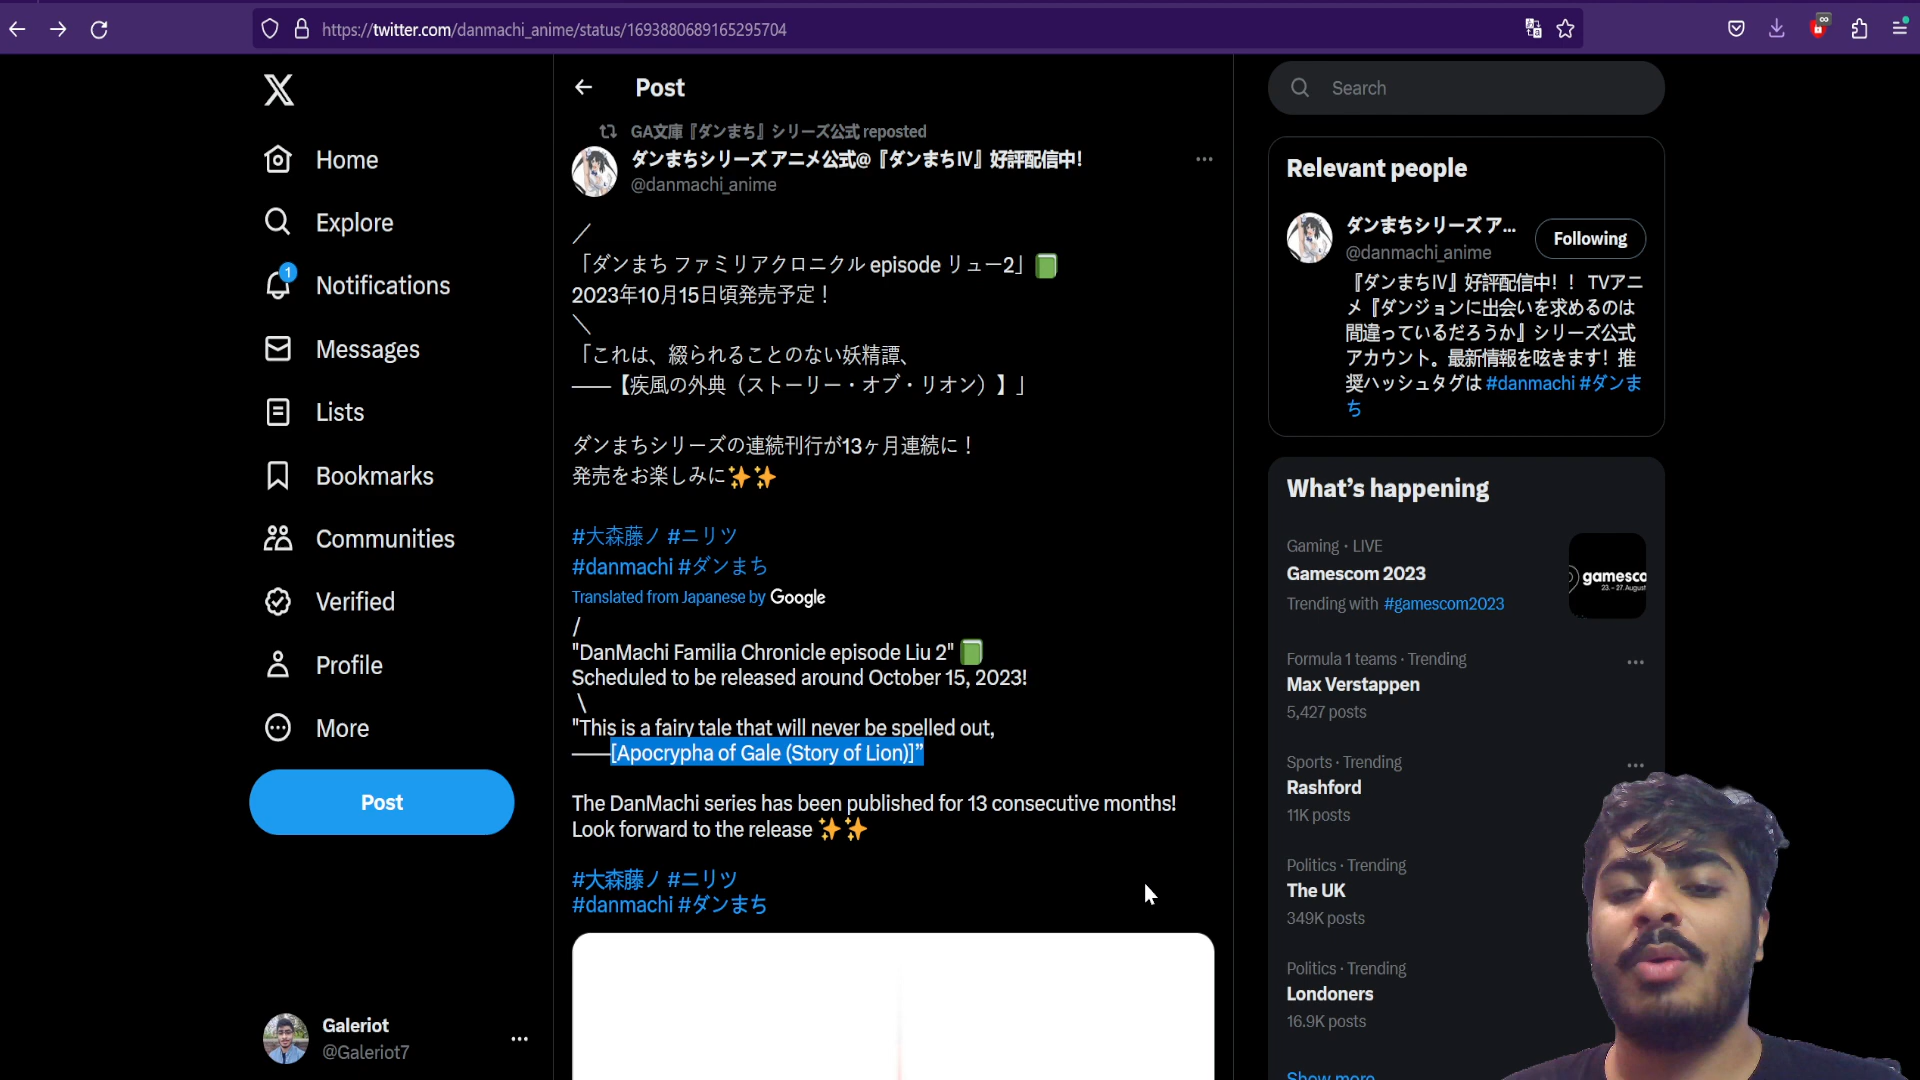 https://twitter.com/danmachi_anime/status/1693880689165295704
Home
Explore
1
Notifications
Messages
Lists
Bookmarks
Communities
Verified
Profile
More
Post
Galeriot
@Galeriot7
Post
GA文庫『ダンまち』シリーズ公式 reposted
ダンまちシリーズ アニメ公式@『ダンまちⅣ』好評配信中!
@danmachi_anime
／
「ダンまち ファミリアクロニクル episode リュー2」
2023年10月15日頃発売予定！
＼
「これは、綴られることのない妖精譚、
――【疾風の外典（ストーリー・オブ・リオン）】」
ダンまちシリーズの連続刊行が13ヶ月連続に！
発売をお楽しみに✨✨
#大森藤ノ #ニリツ
#danmachi #ダンまち
Translated from Japanese by Google
/
"DanMachi Familia Chronicle episode Liu 2"
Scheduled to be released around October 15, 2023!
\
"This is a fairy tale that will never be spelled out,
——[Apocrypha of Gale (Story of Lion)]”
The DanMachi series has been published for 13 consecutive months!
Look forward to the release ✨✨
#大森藤ノ #ニリツ
#danmachi #ダンまち
Search
Relevant people
ダンまちシリーズ ア...
Following
@danmachi_anime
『ダンまちⅣ』好評配信中！！ TVアニ
メ『ダンジョンに出会いを求めるのは
間違っているだろうか』シリーズ公式
アカウント。最新情報を呟きます！推
奨ハッシュタグは #danmachi #ダンま
ち
What’s happening
Gaming · LIVE
Gamescom 2023
Trending with #gamescom2023
gamesco
23. – 27. August
Formula 1 teams · Trending
Max Verstappen
5,427 posts
Sports · Trending
Rashford
11K posts
Politics · Trending
The UK
349K posts
Politics · Trending
Londoners
16.9K posts
Show more